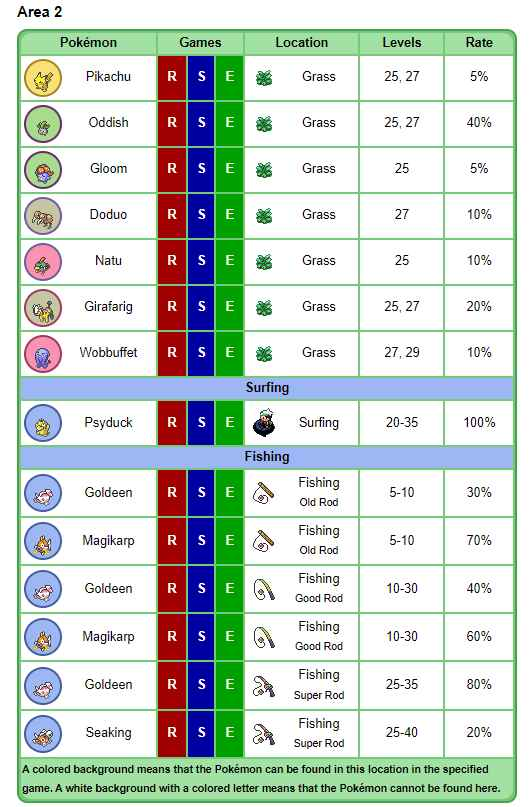 Area 2
Pokémon Games Location Levels Rate
Pikachu R S E Grass 25, 27 5%
Oddish R S E Grass 25, 27 40%
Gloom R S E Grass 25 5%
Doduo R S E Grass 27 10%
Natu R S E Grass 25 10%
Girafarig R S E Grass 25, 27 20%
Wobbuffet R S E Grass 27, 29 10%
Surfing
Psyduck R S E Surfing 20-35 100%
Fishing
Goldeen R S E Fishing Old Rod 5-10 30%
Magikarp R S E Fishing Old Rod 5-10 70%
Goldeen R S E Fishing Good Rod 10-30 40%
Magikarp R S E Fishing Good Rod 10-30 60%
Goldeen R S E Fishing Super Rod 25-35 80%
Seaking R S E Fishing Super Rod 25-40 20%
A colored background means that the Pokémon can be found in this location in the specified
game. A white background with a colored letter means that the Pokémon cannot be found here.